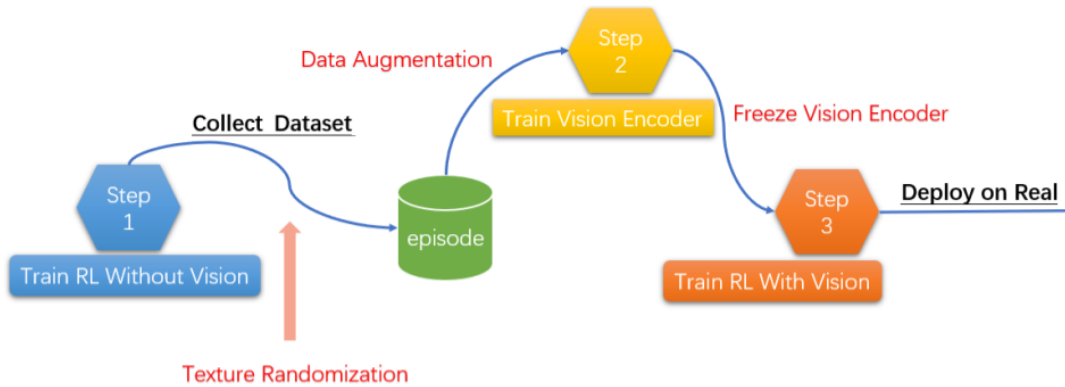 Step
1
Train RL Without Vision
Collect Dataset
Texture Randomization
episode
Data Augmentation
Step
2
Train Vision Encoder
Freeze Vision Encoder
Step
3
Train RL With Vision
Deploy on Real